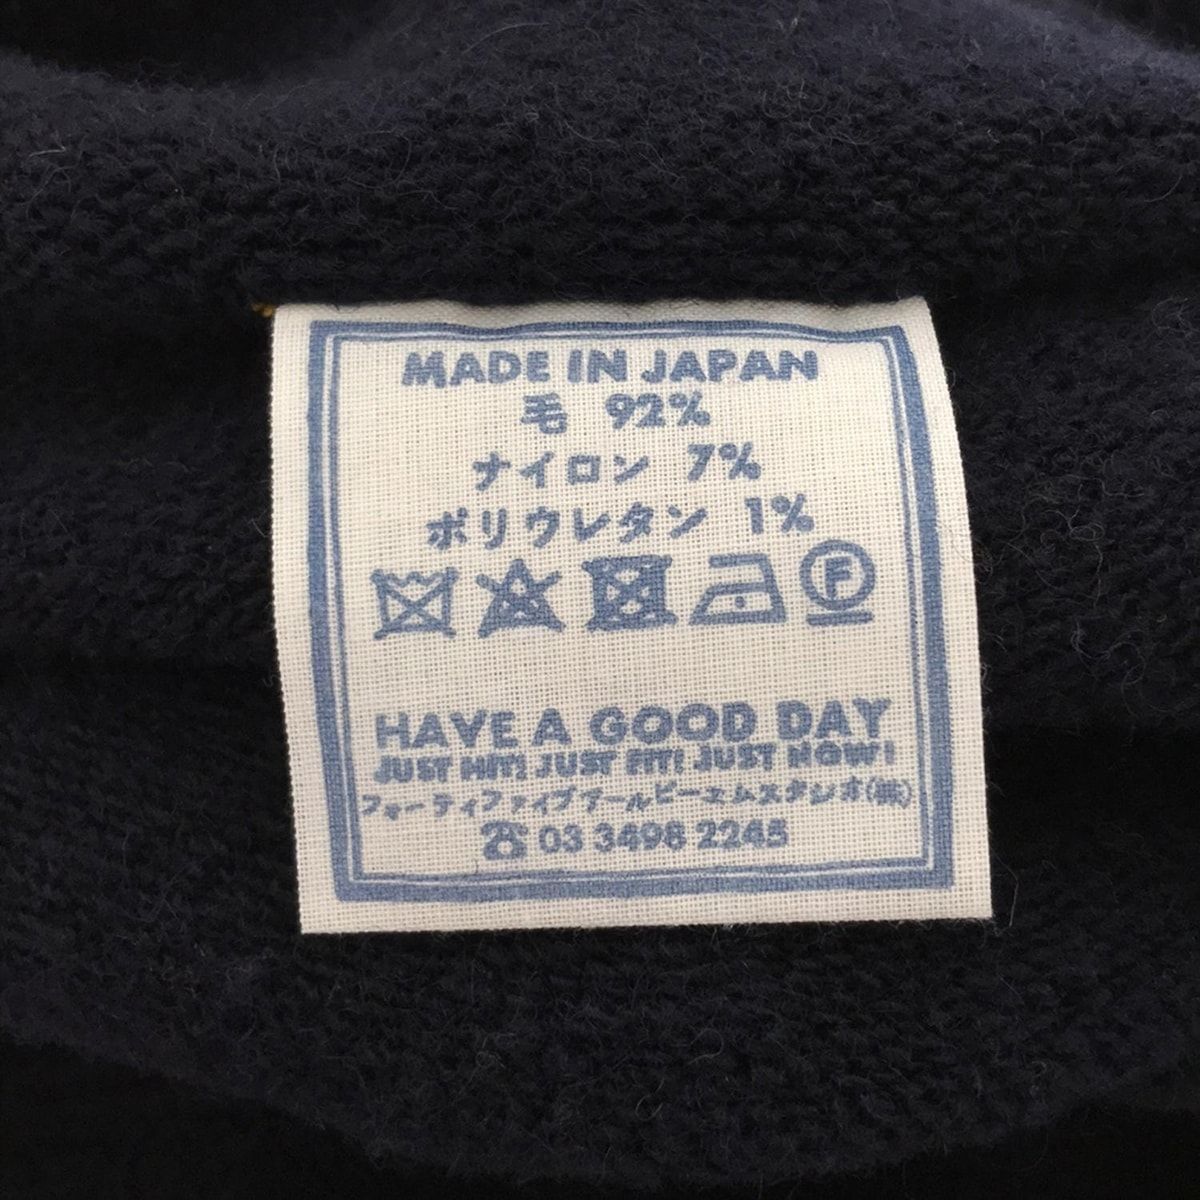 MADE IN JAPAN
毛 92%
ナイロン 7%
ポリウレタン 1%
F
HAVE A GOOD DAY
JUST HIT! JUST FIT! JUST NOW!
フォーティファイブアールピーエムスタジオ(株)
☎ 03 3498 2245